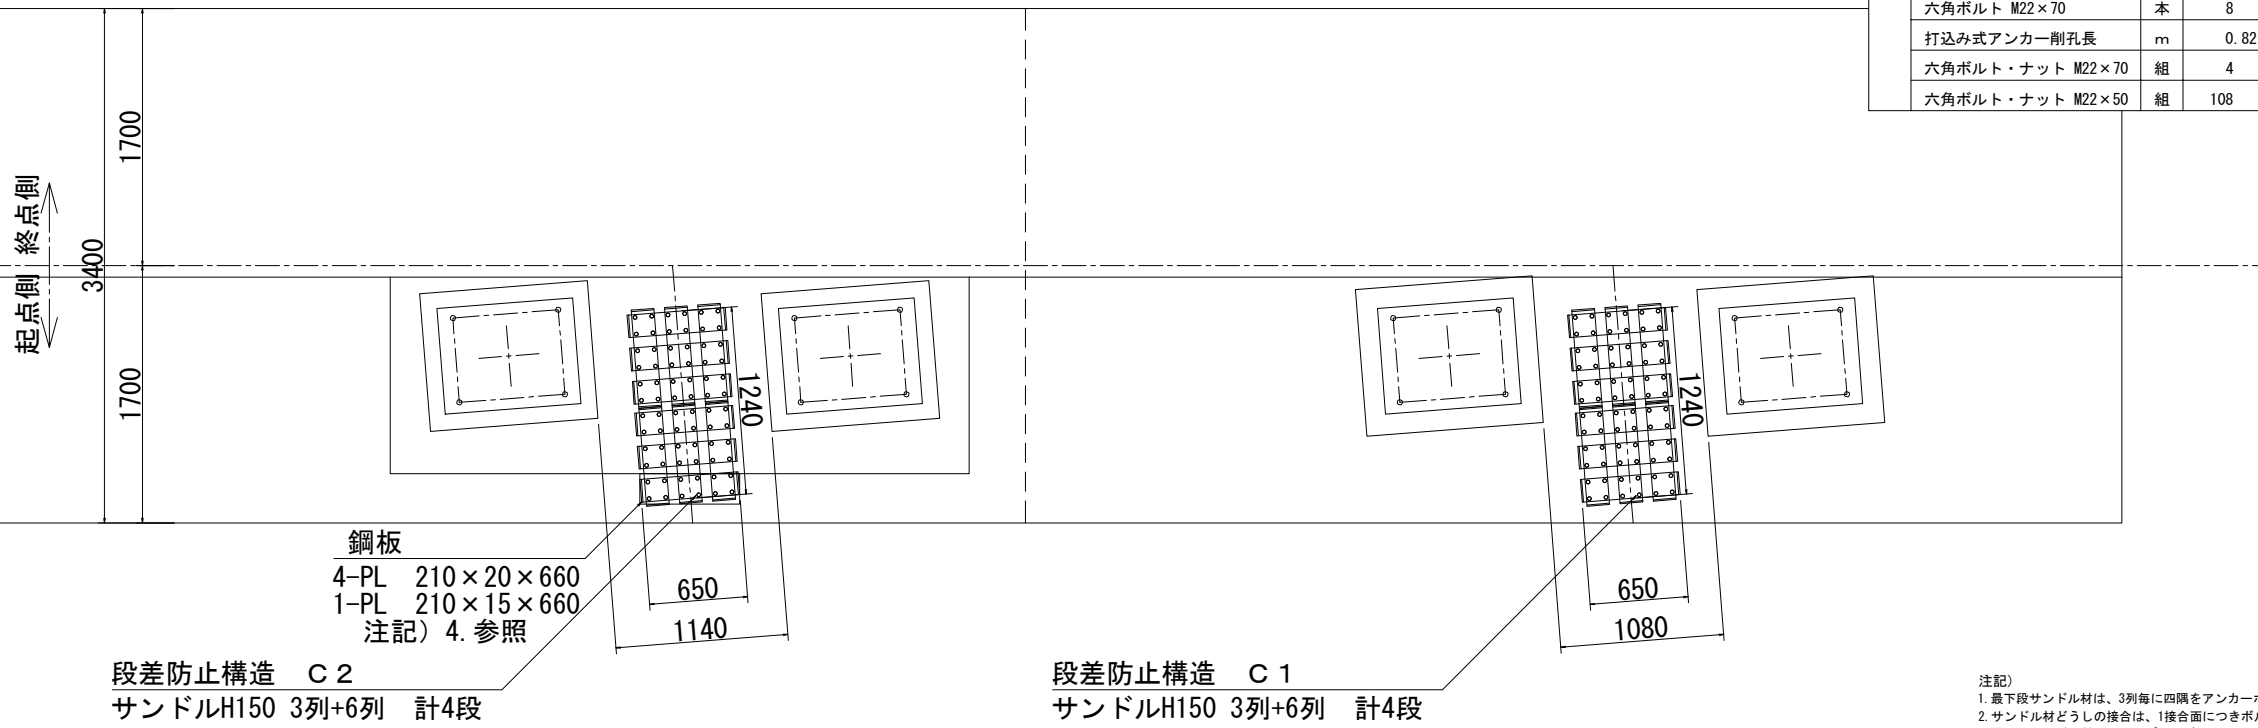 六角ボルト M22×70 本 8
打込み式アンカー削孔長 m 0.82
六角ボルト・ナット M22×70 組 4
六角ボルト・ナット M22×50 組 108
1700
3400
1700
終点側
起点側
1240
1240
鋼板
4-PL 210×20×660
1-PL 210×15×660
注記) 4.参照
650
1140
650
1080
段差防止構造 C2
サンドルH150 3列+6列 計4段
段差防止構造 C1
サンドルH150 3列+6列 計4段
注記)
1.最下段サンドル材は、3列毎に四隅をアンカー
2.サンドル材どうしの接合は、1接合面につきボル